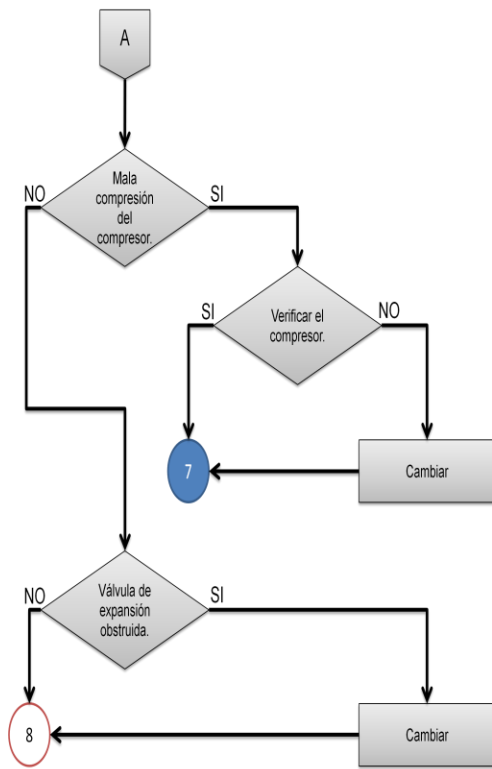 A
NO
Mala
compresión
del
compresor.
SI
SI
Verificar el
compresor.
NO
7
Cambiar
NO
Válvula de
expansión
obstruida.
SI
8
Cambiar